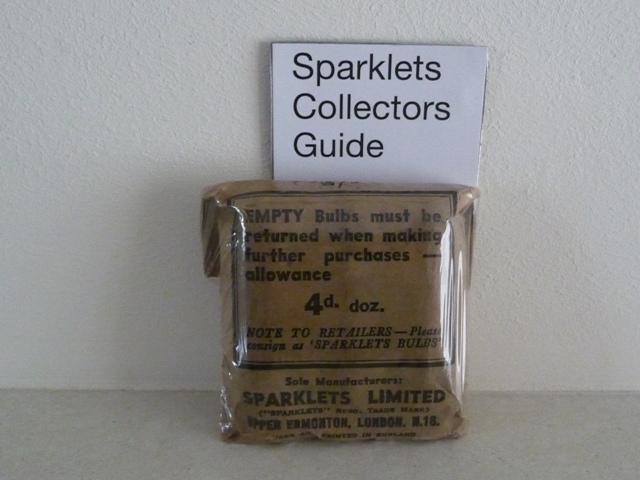 Sparklets
Collectors
Guide
EMPTY Bulbs must be
returned when making
further purchases —
allowance
4d. doz.
NOTE TO RETAILERS—Please
consign as 'SPARKLETS BULBS'
Sole Manufacturers:
SPARKLETS LIMITED
("SPARKLETS" REGD. TRADE MARK)
UPPER EDMONTON, LONDON, N.18.
PRINTED IN ENGLAND